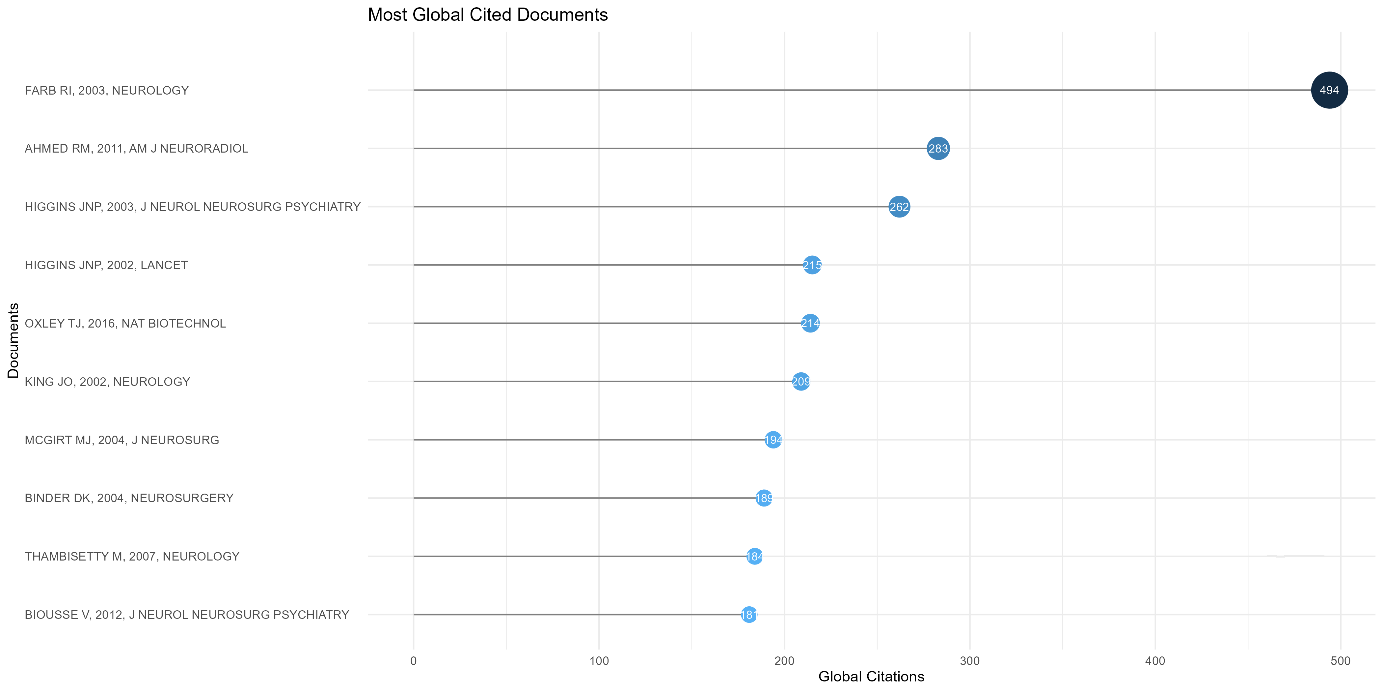 Most Global Cited Documents
FARB RI, 2003, NEUROLOGY
494
AHMED RM, 2011, AM J NEURORADIOL
283
HIGGINS JNP, 2003, J NEUROL NEUROSURG PSYCHIATRY
262
HIGGINS JNP, 2002, LANCET
215
OXLEY TJ, 2016, NAT BIOTECHNOL
214
KING JO, 2002, NEUROLOGY
209
MCGIRT MJ, 2004, J NEUROSURG
194
BINDER DK, 2004, NEUROSURGERY
189
THAMBISETTY M, 2007, NEUROLOGY
184
BIOUSSE V, 2012, J NEUROL NEUROSURG PSYCHIATRY
181
Documents
0 100 200 300 400 500
Global Citations